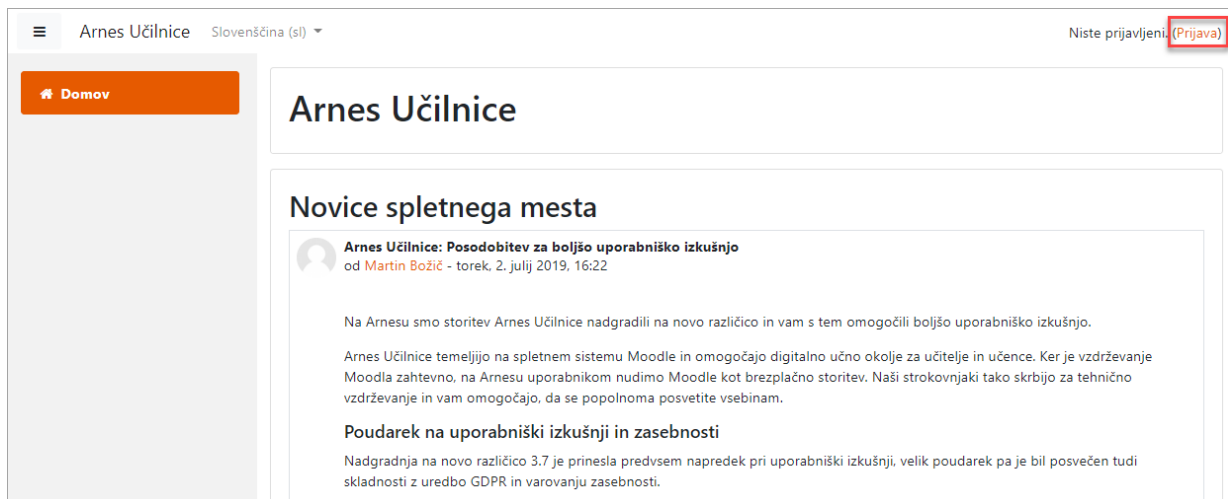 Arnes Učilnice Slovenščina (sl) Niste prijavljeni. (Prijava)
Domov
Arnes Učilnice
Novice spletnega mesta
Arnes Učilnice: Posodobitev za boljšo uporabniško izkušnjo
od Martin Božič - torek, 2. julij 2019, 16:22
Na Arnesu smo storitev Arnes Učilnice nadgradili na novo različico in vam s tem omogočili boljšo uporabniško izkušnjo.
Arnes Učilnice temeljijo na spletnem sistemu Moodle in omogočajo digitalno učno okolje za učitelje in učence. Ker je vzdrževanje
Moodla zahtevno, na Arnesu uporabnikom nudimo Moodle kot brezplačno storitev. Naši strokovnjaki tako skrbijo za tehnično
vzdrževanje in vam omogočajo, da se popolnoma posvetite vsebinam.
Poudarek na uporabniški izkušnji in zasebnosti
Nadgradnja na novo različico 3.7 je prinesla predvsem napredek pri uporabniški izkušnji, velik poudarek pa je bil posvečen tudi
skladnosti z uredbo GDPR in varovanju zasebnosti.